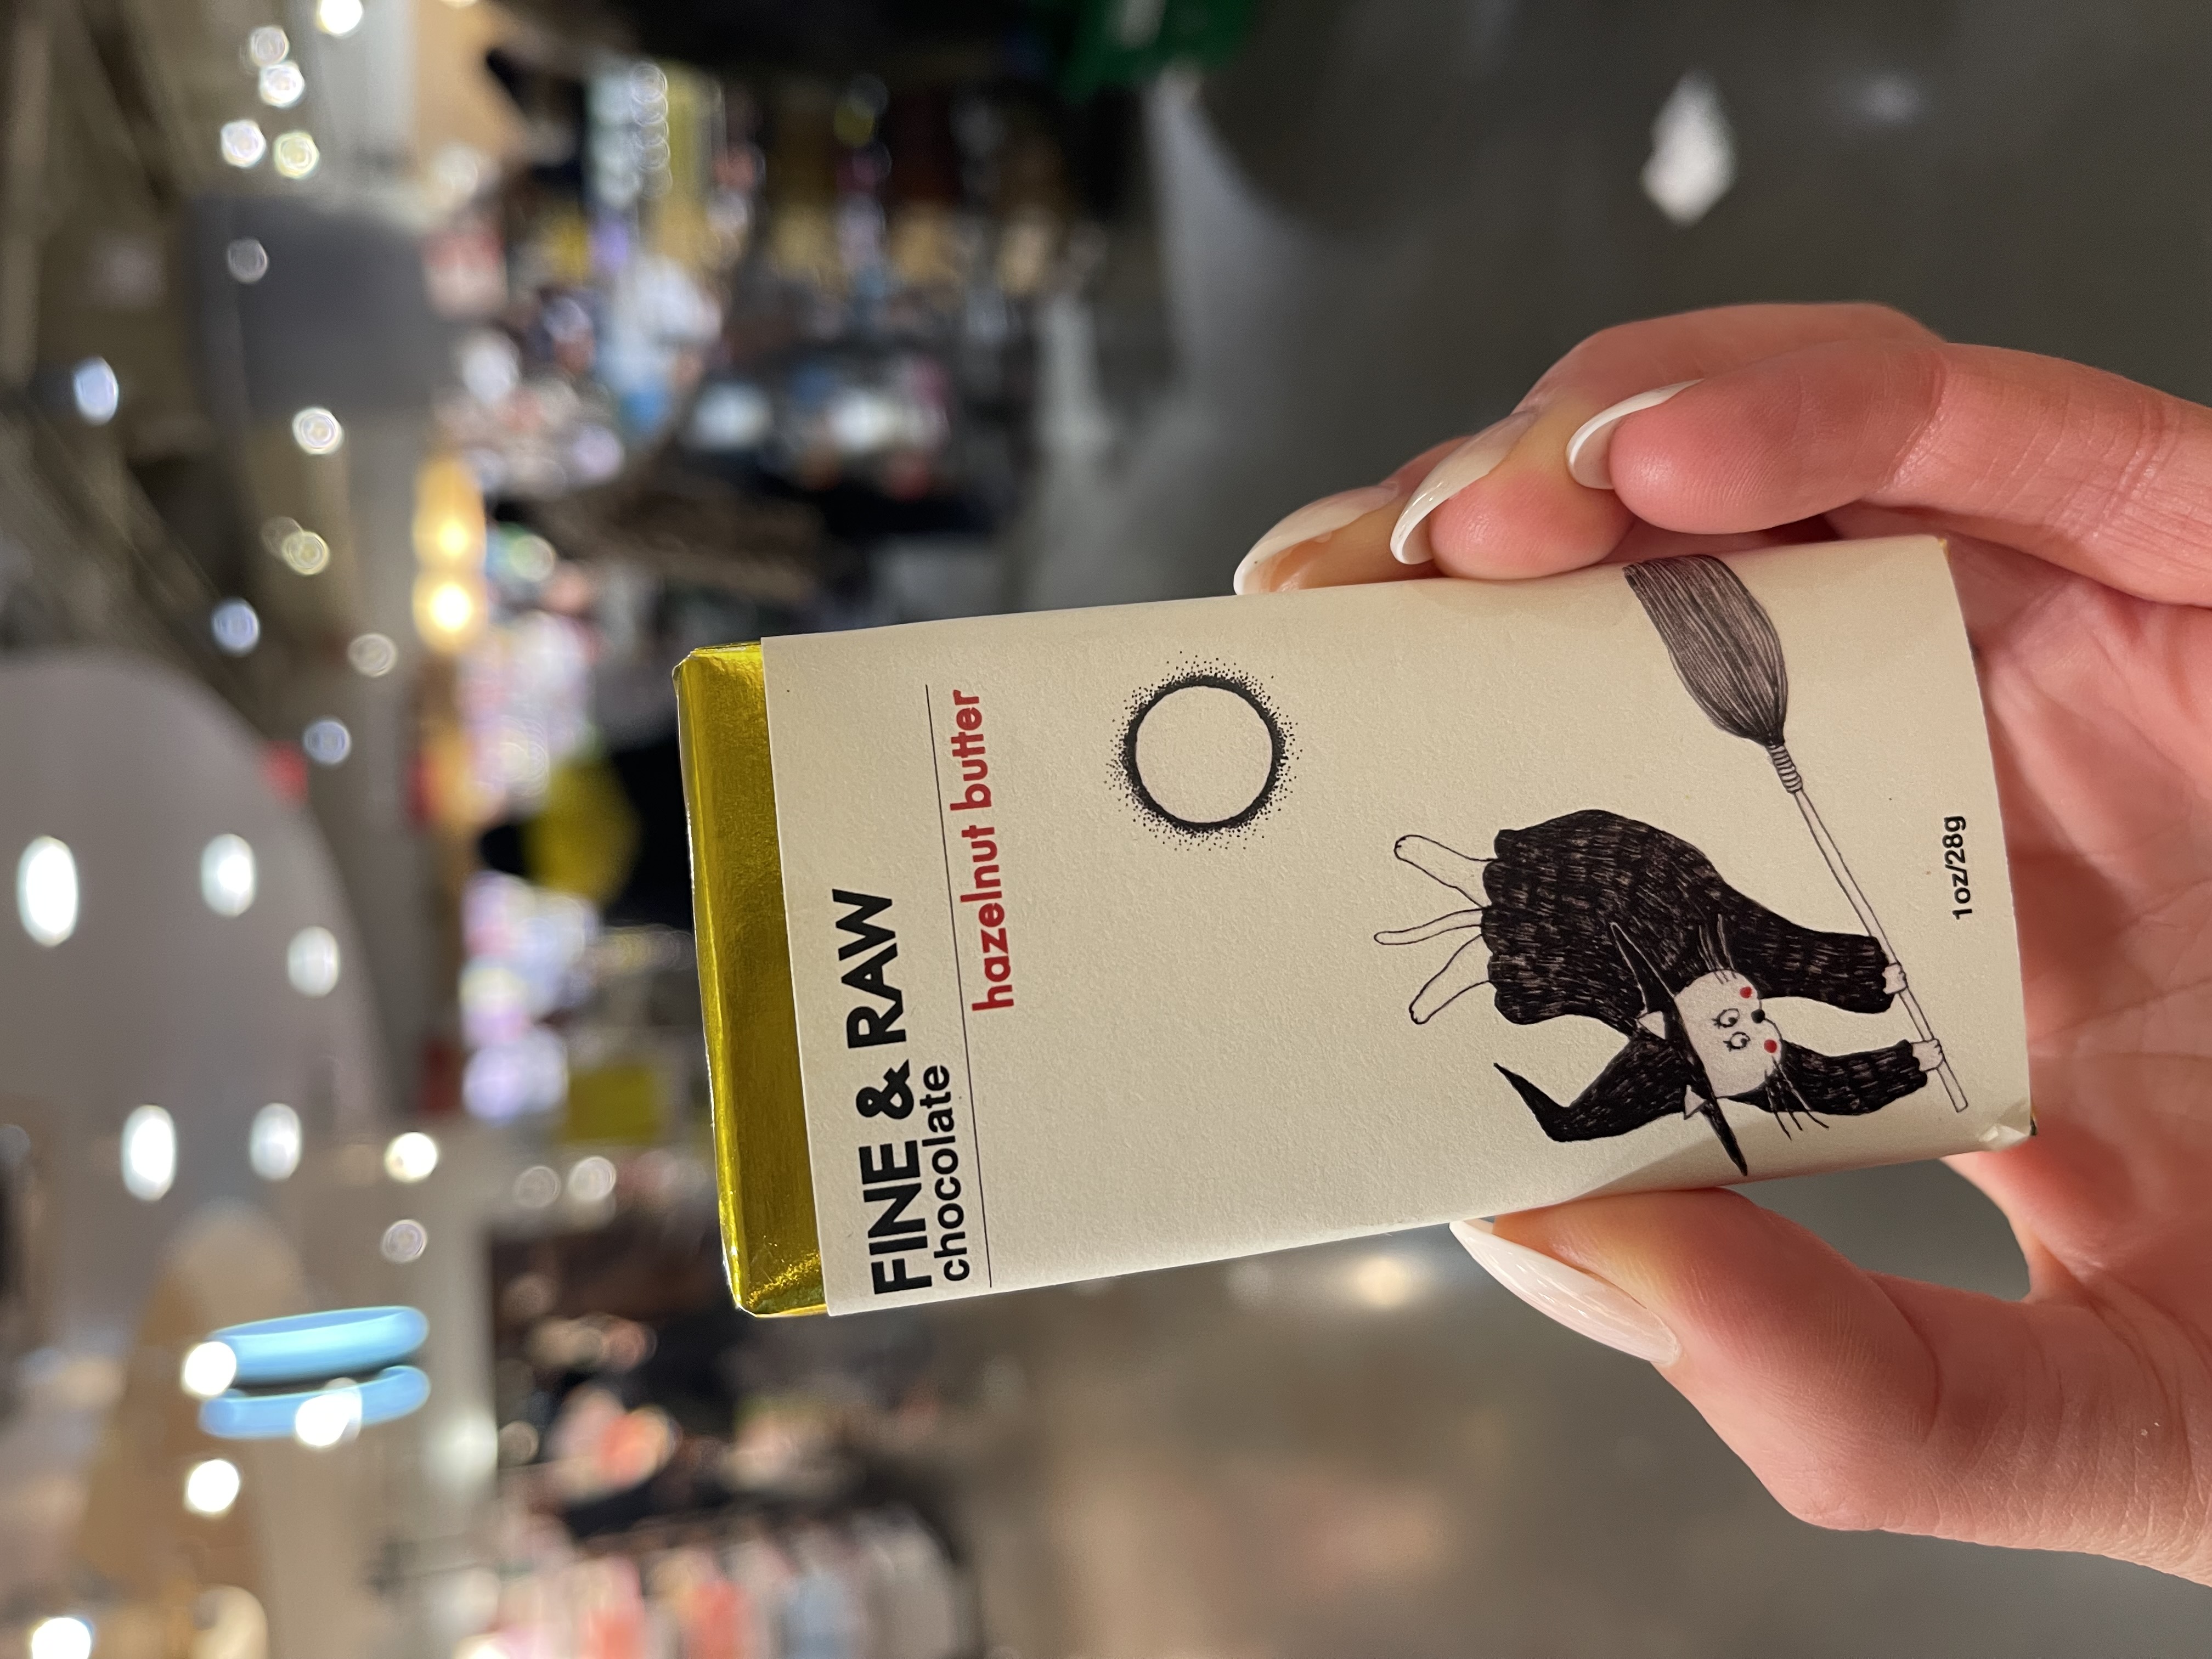 FINE & RAW
chocolate
hazelnut butter
1oz/28g